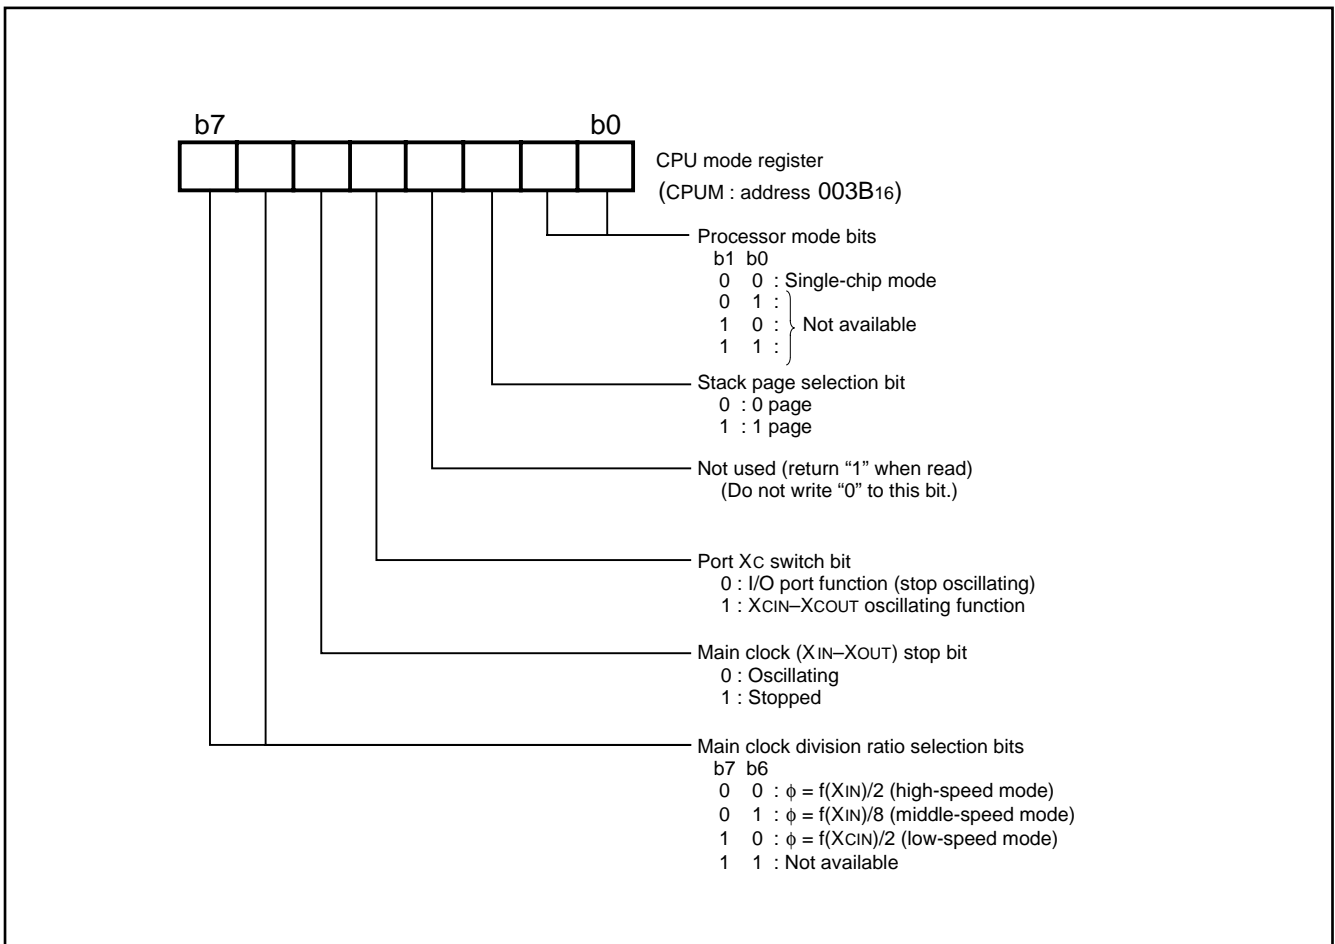 b7 b0
CPU mode register
(CPUM : address 003B16)
Processor mode bits
b1 b0
0 0 : Single-chip mode
0 1 :
1 0 : Not available
1 1 :
Stack page selection bit
0 : 0 page
1 : 1 page
Not used (return “1” when read)
(Do not write “0” to this bit.)
Port XC switch bit
0 : I/O port function (stop oscillating)
1 : XCIN–XCOUT oscillating function
Main clock (XIN–XOUT) stop bit
0 : Oscillating
1 : Stopped
Main clock division ratio selection bits
b7 b6
0 0 : ϕ = f(XIN)/2 (high-speed mode)
0 1 : ϕ = f(XIN)/8 (middle-speed mode)
1 0 : ϕ = f(XCIN)/2 (low-speed mode)
1 1 : Not available